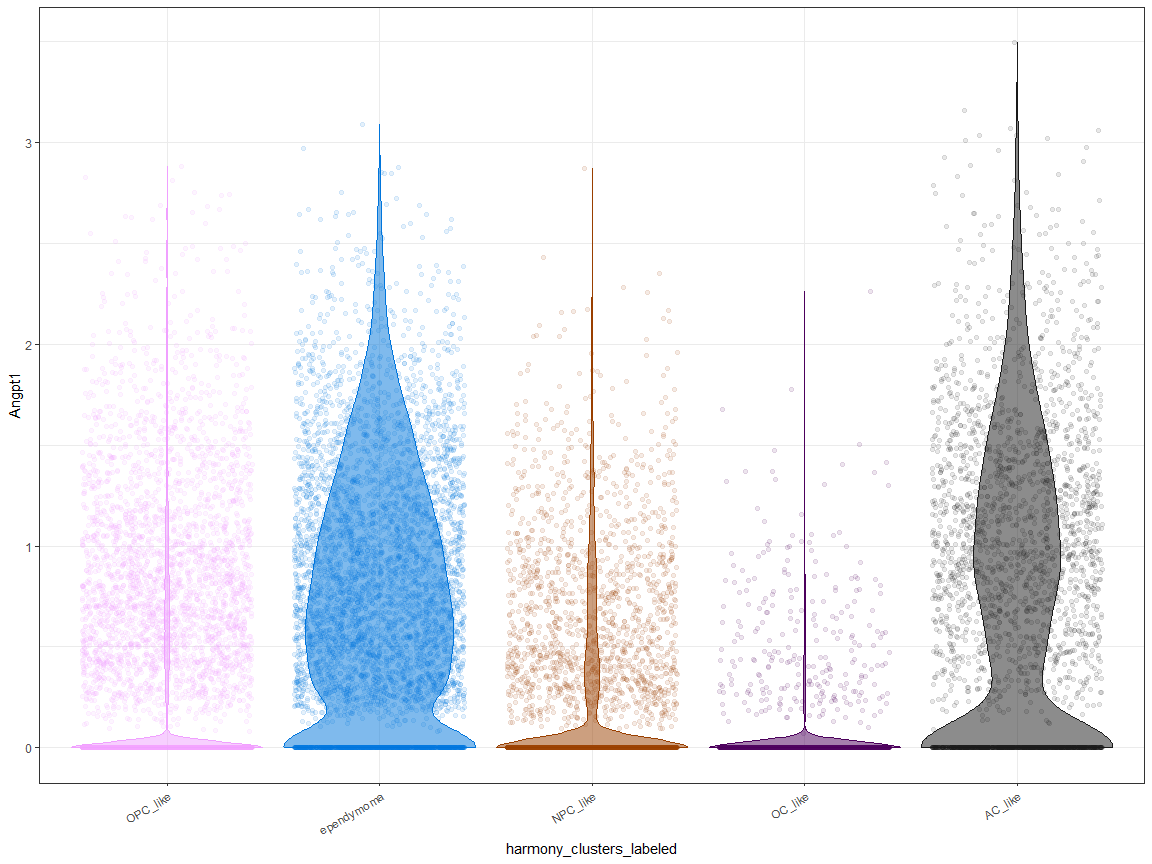 3
2
1
0
Angpt1
OPC_like
ependymoma
NPC_like
OC_like
AC_like
harmony_clusters_labeled